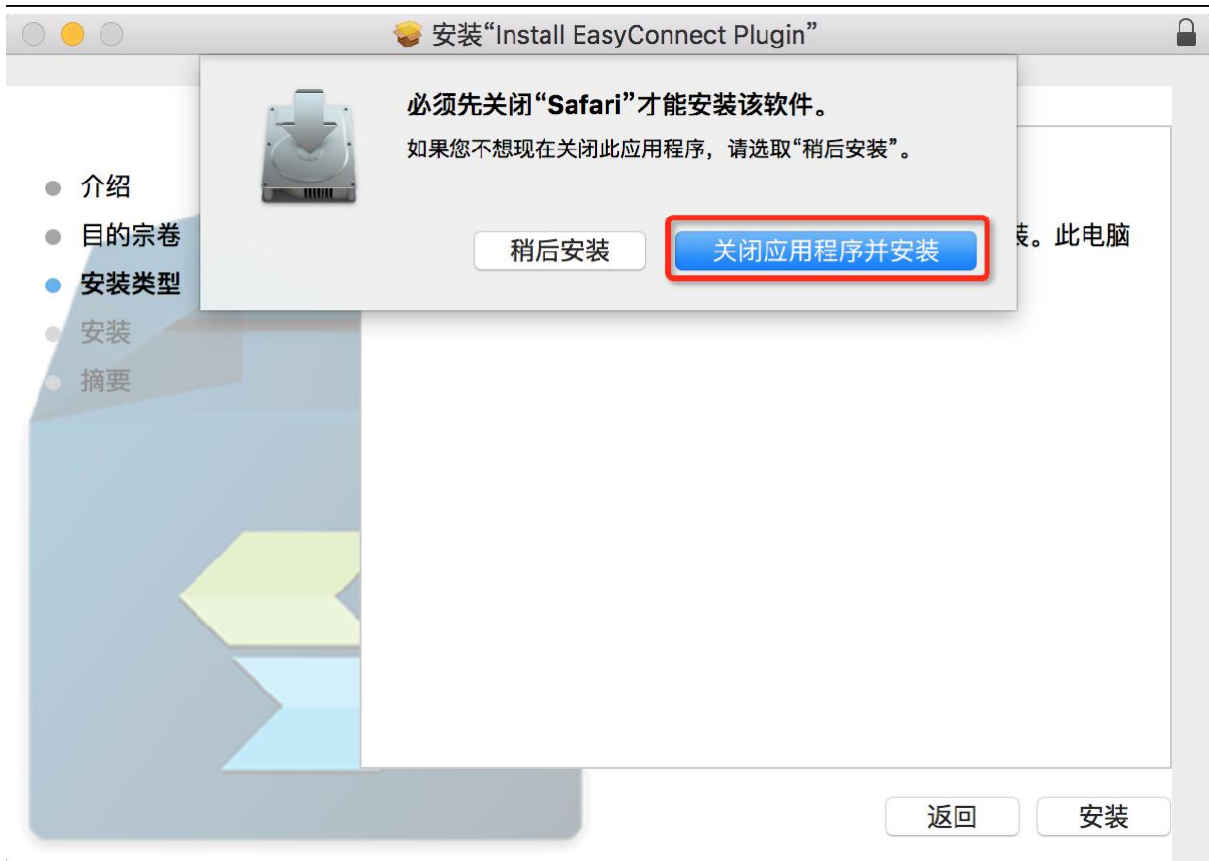 安装“Install EasyConnect Plugin”
必须先关闭“Safari”才能安装该软件。
如果您不想现在关闭此应用程序，请选取“稍后安装”。
稍后安装
关闭应用程序并安装
介绍
目的宗卷
安装类型
安装
摘要
。此电脑
返回
安装